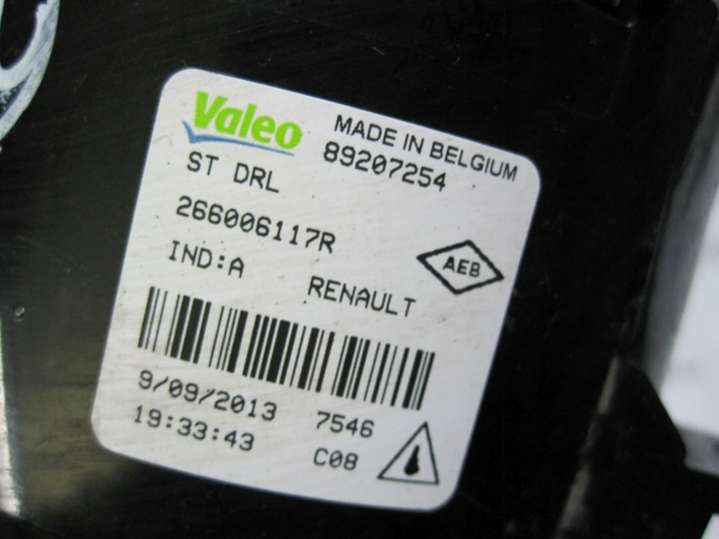 Valeo
MADE IN BELGIUM
89207254
ST DRL
266006117R
AEB
IND:A
RENAULT
9/09/2013
7546
19:33:43
C08